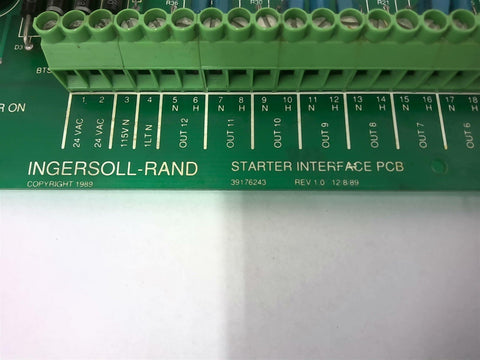 R36 R30 R21
D3
BTS
R ON
1 2 3 4 5 6 7 8 9 10 11 12 13 14 15 16 17 18
N H N H N H N H N H N H N H
24 VAC 24 VAC 115V N 1LT N OUT 12 OUT 11 OUT 10 OUT 9 OUT 8 OUT 7 OUT 6
INGERSOLL-RAND STARTER INTERFACE PCB
COPYRIGHT 1989 39176243 REV 1.0 12/8/89